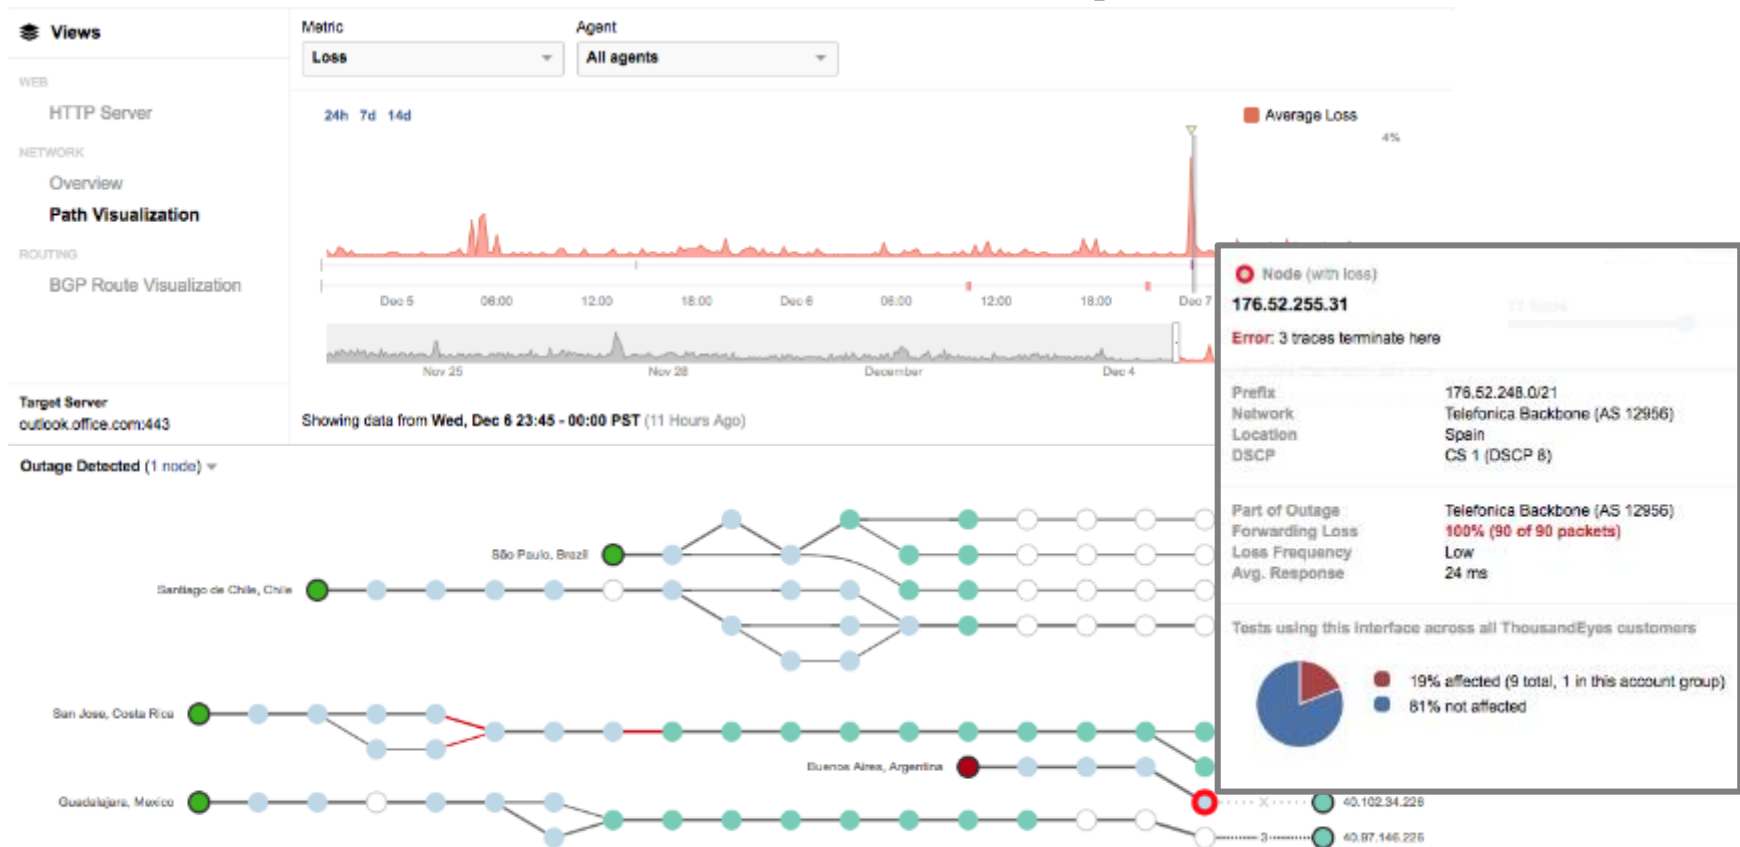 Views
Metric
Agent
Loss
All agents
WEB
HTTP Server
NETWORK
Overview
Path Visualization
ROUTING
BGP Route Visualization
Target Server
outlook.office.com:443
24h 7d 14d
Average Loss
4%
Dec 5 06:00 12:00 18:00 Dec 6 06:00 12:00 18:00 Dec 7
Nov 25 Nov 28 December Dec 4
Showing data from Wed, Dec 6 23:45 - 00:00 PST (11 Hours Ago)
Outage Detected (1 node)
São Paulo, Brazil
Santiago de Chile, Chile
San Jose, Costa Rica
Buenos Aires, Argentina
Guadalajara, Mexico
X
40.102.34.226
3
40.97.146.226
Node (with loss)
176.52.255.31
Error: 3 traces terminate here
Prefix 176.52.248.0/21
Network Telefonica Backbone (AS 12956)
Location Spain
DSCP CS 1 (DSCP 8)
Part of Outage Telefonica Backbone (AS 12956)
Forwarding Loss 100% (90 of 90 packets)
Loss Frequency Low
Avg. Response 24 ms
Tests using this interface across all ThousandEyes customers
19% affected (9 total, 1 in this account group)
81% not affected